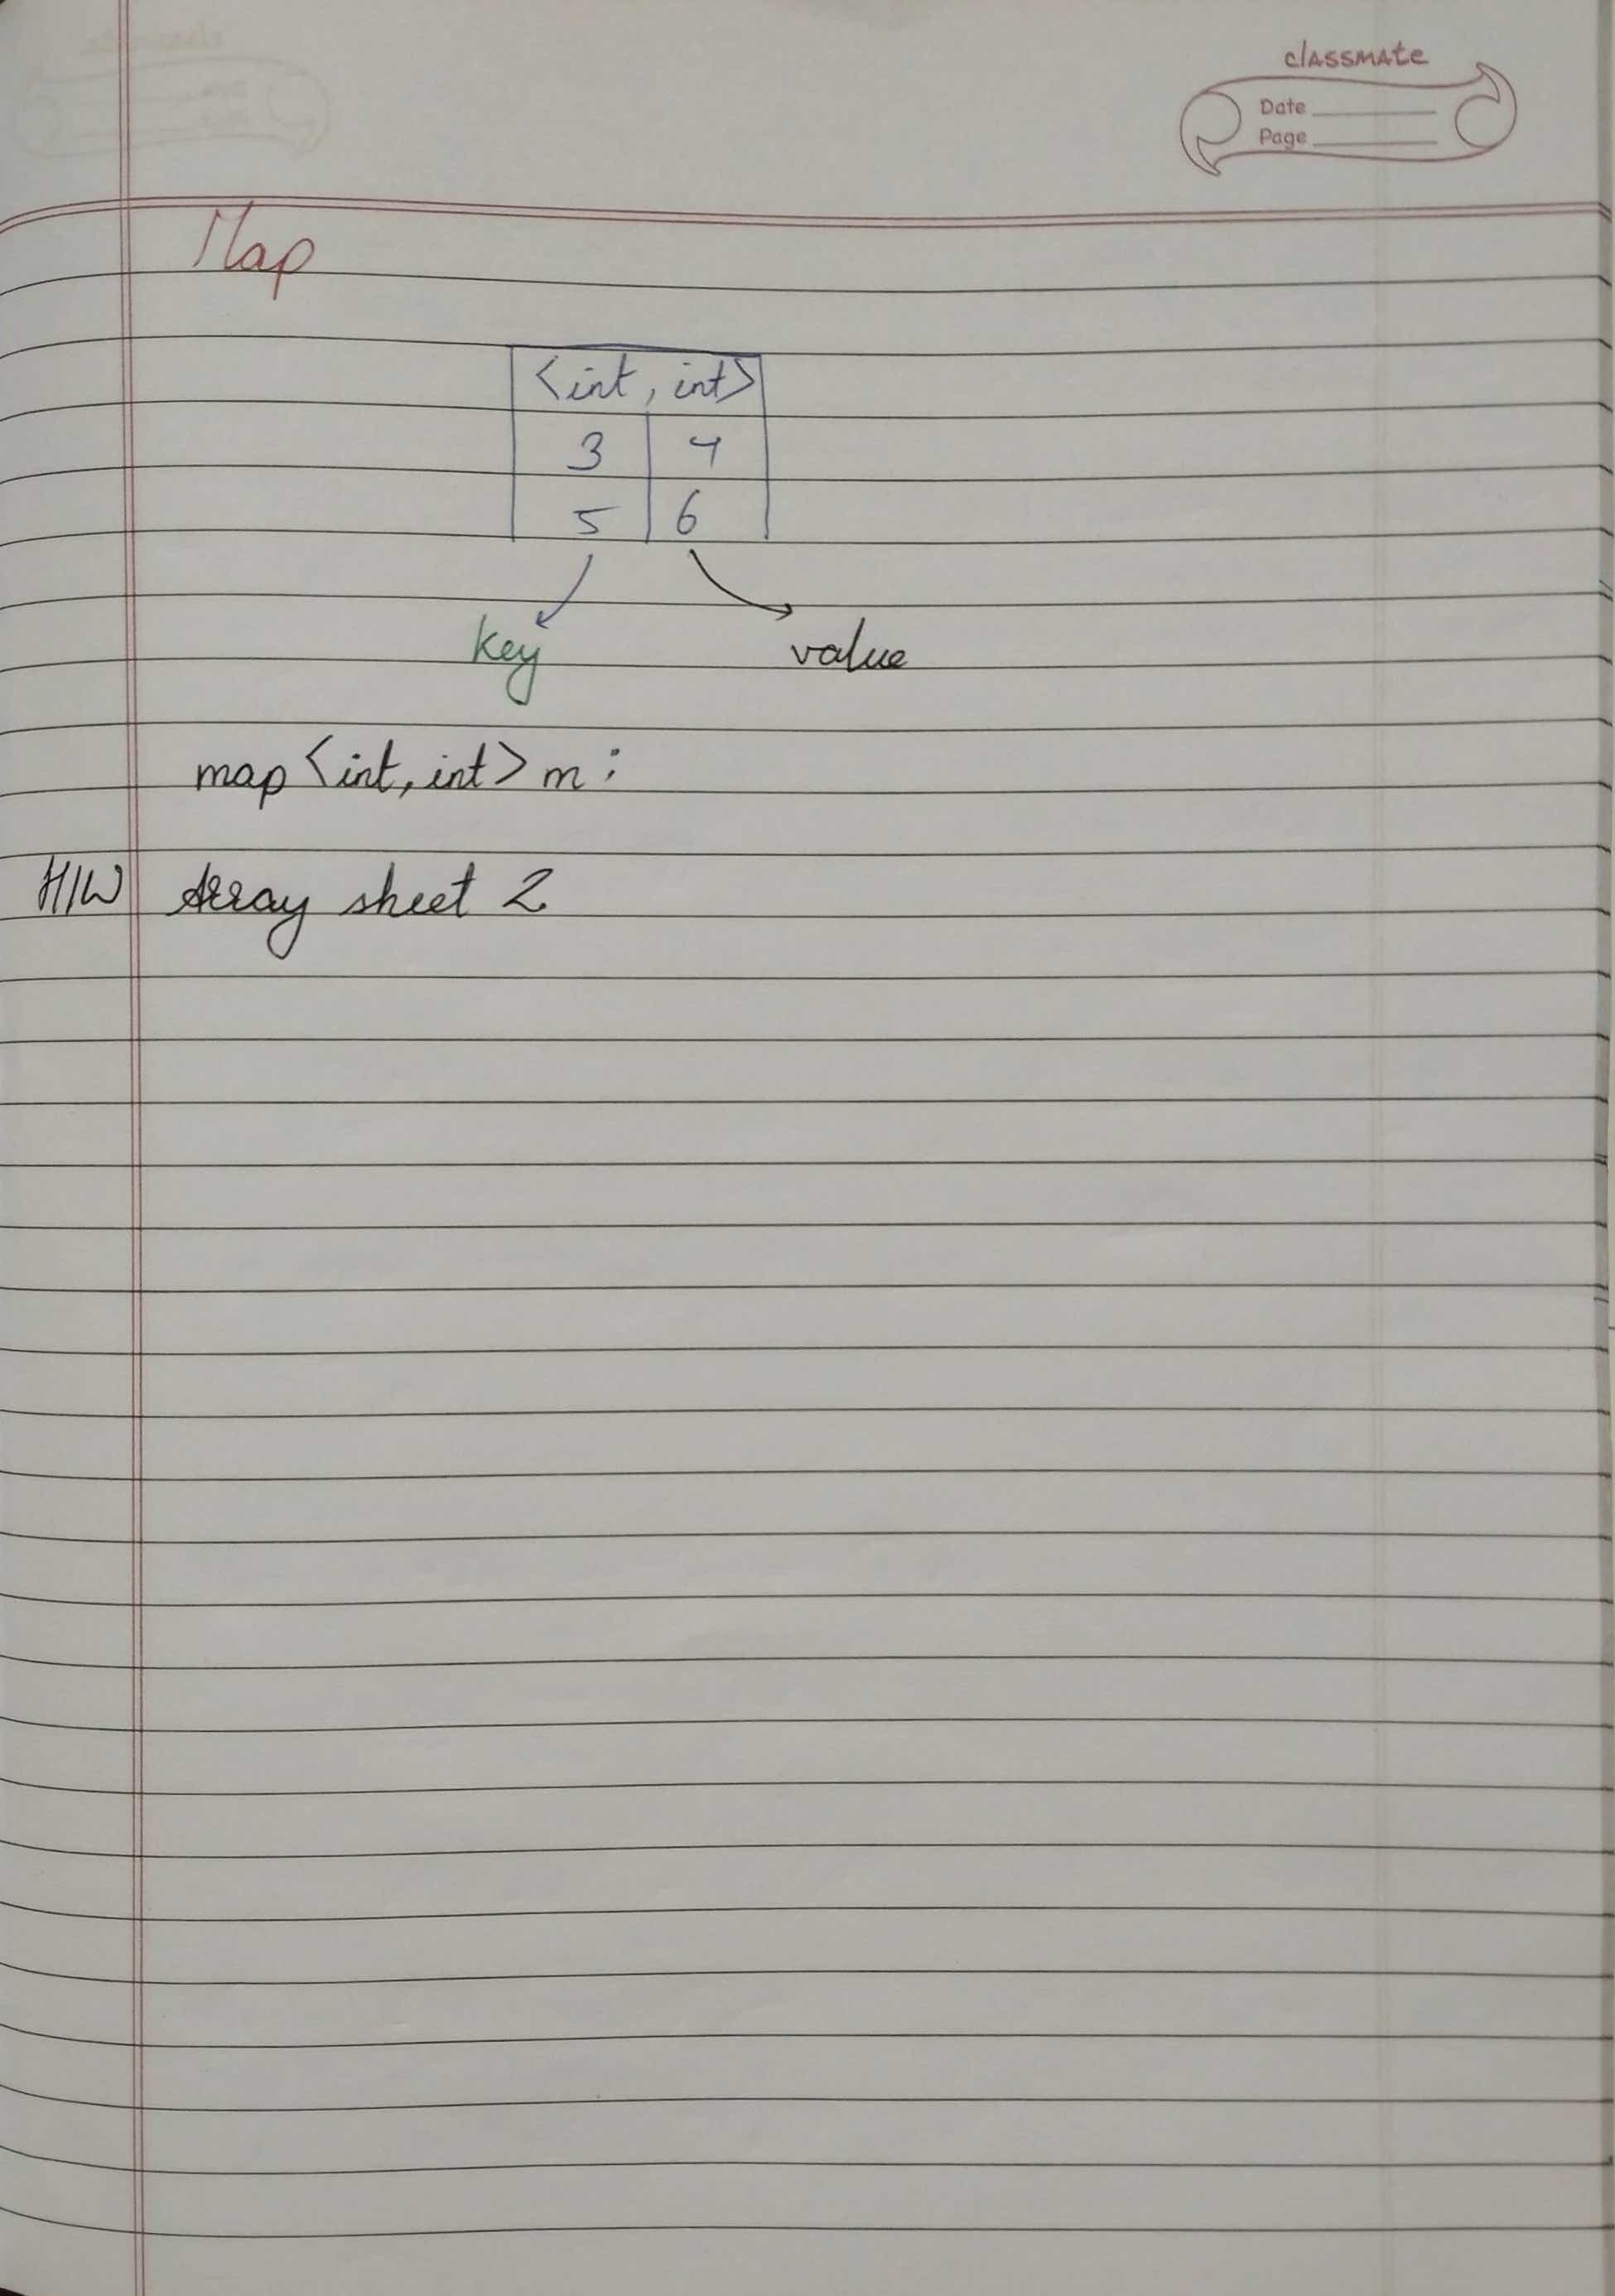 classmate
Date
Page
Map
<int, int>
3 4
5 6
key value
map <int, int> m ;
H/W Array sheet 2